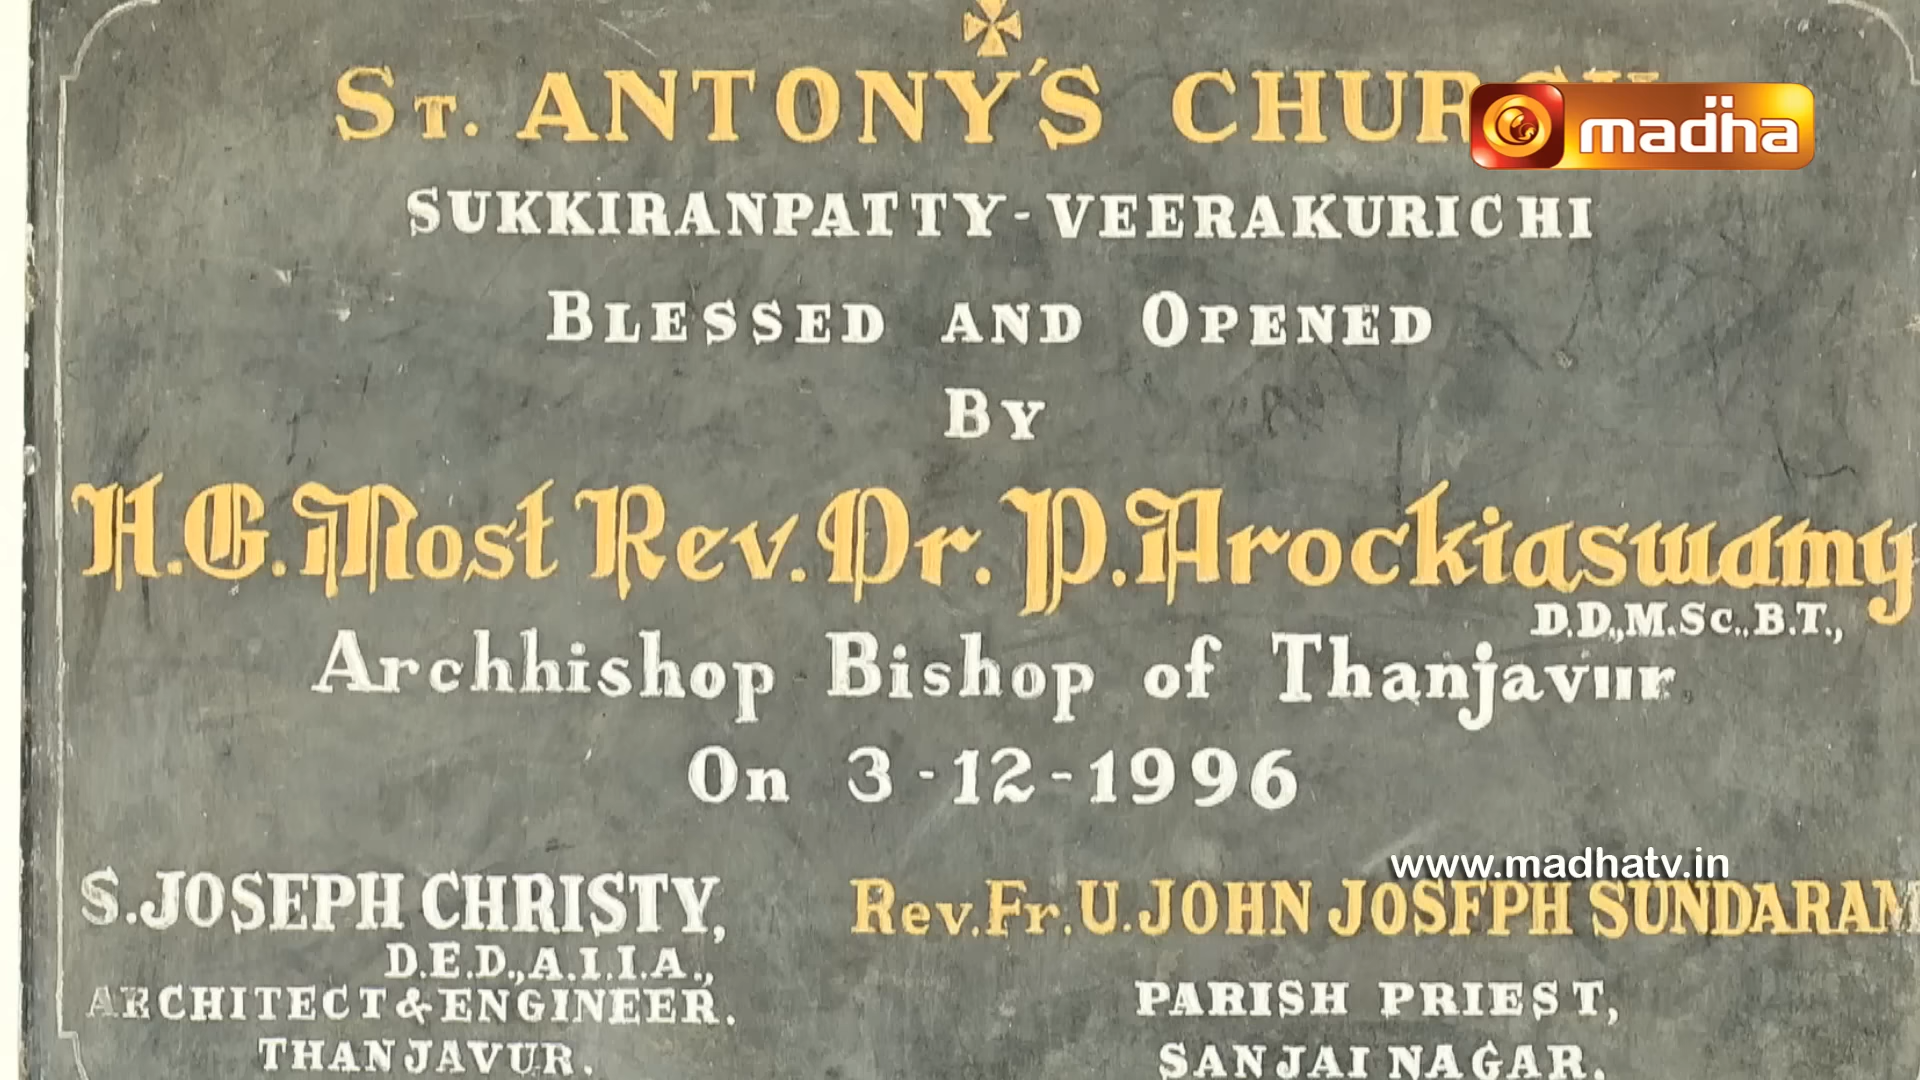 St. ANTONY'S CHURCH
madha
SUKKIRANPATTY-VEERAKURICHI
BLESSED AND OPENED
BY
H.G. Most Rev. Dr. P. Arockiaswamy
D.D., M.Sc., B.T.,
Archhishop Bishop of Thanjavur
On 3-12-1996
www.madhatv.in
S. JOSEPH CHRISTY,
D.E.D., A.I.I.A.,
ARCHITECT & ENGINEER.
THANJAVUR.
Rev. Fr. U. JOHN JOSFPH SUNDARAM
PARISH PRIEST,
SANJAI NAGAR.